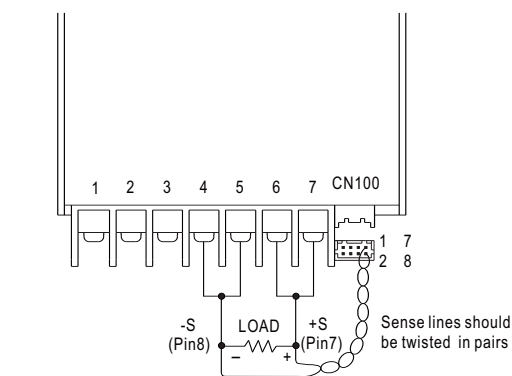 1 2 3 4 5 6 7 CN100
1 7
2 8
-S LOAD +S
(Pin8) (Pin7)
− +
Sense lines should
be twisted in pairs